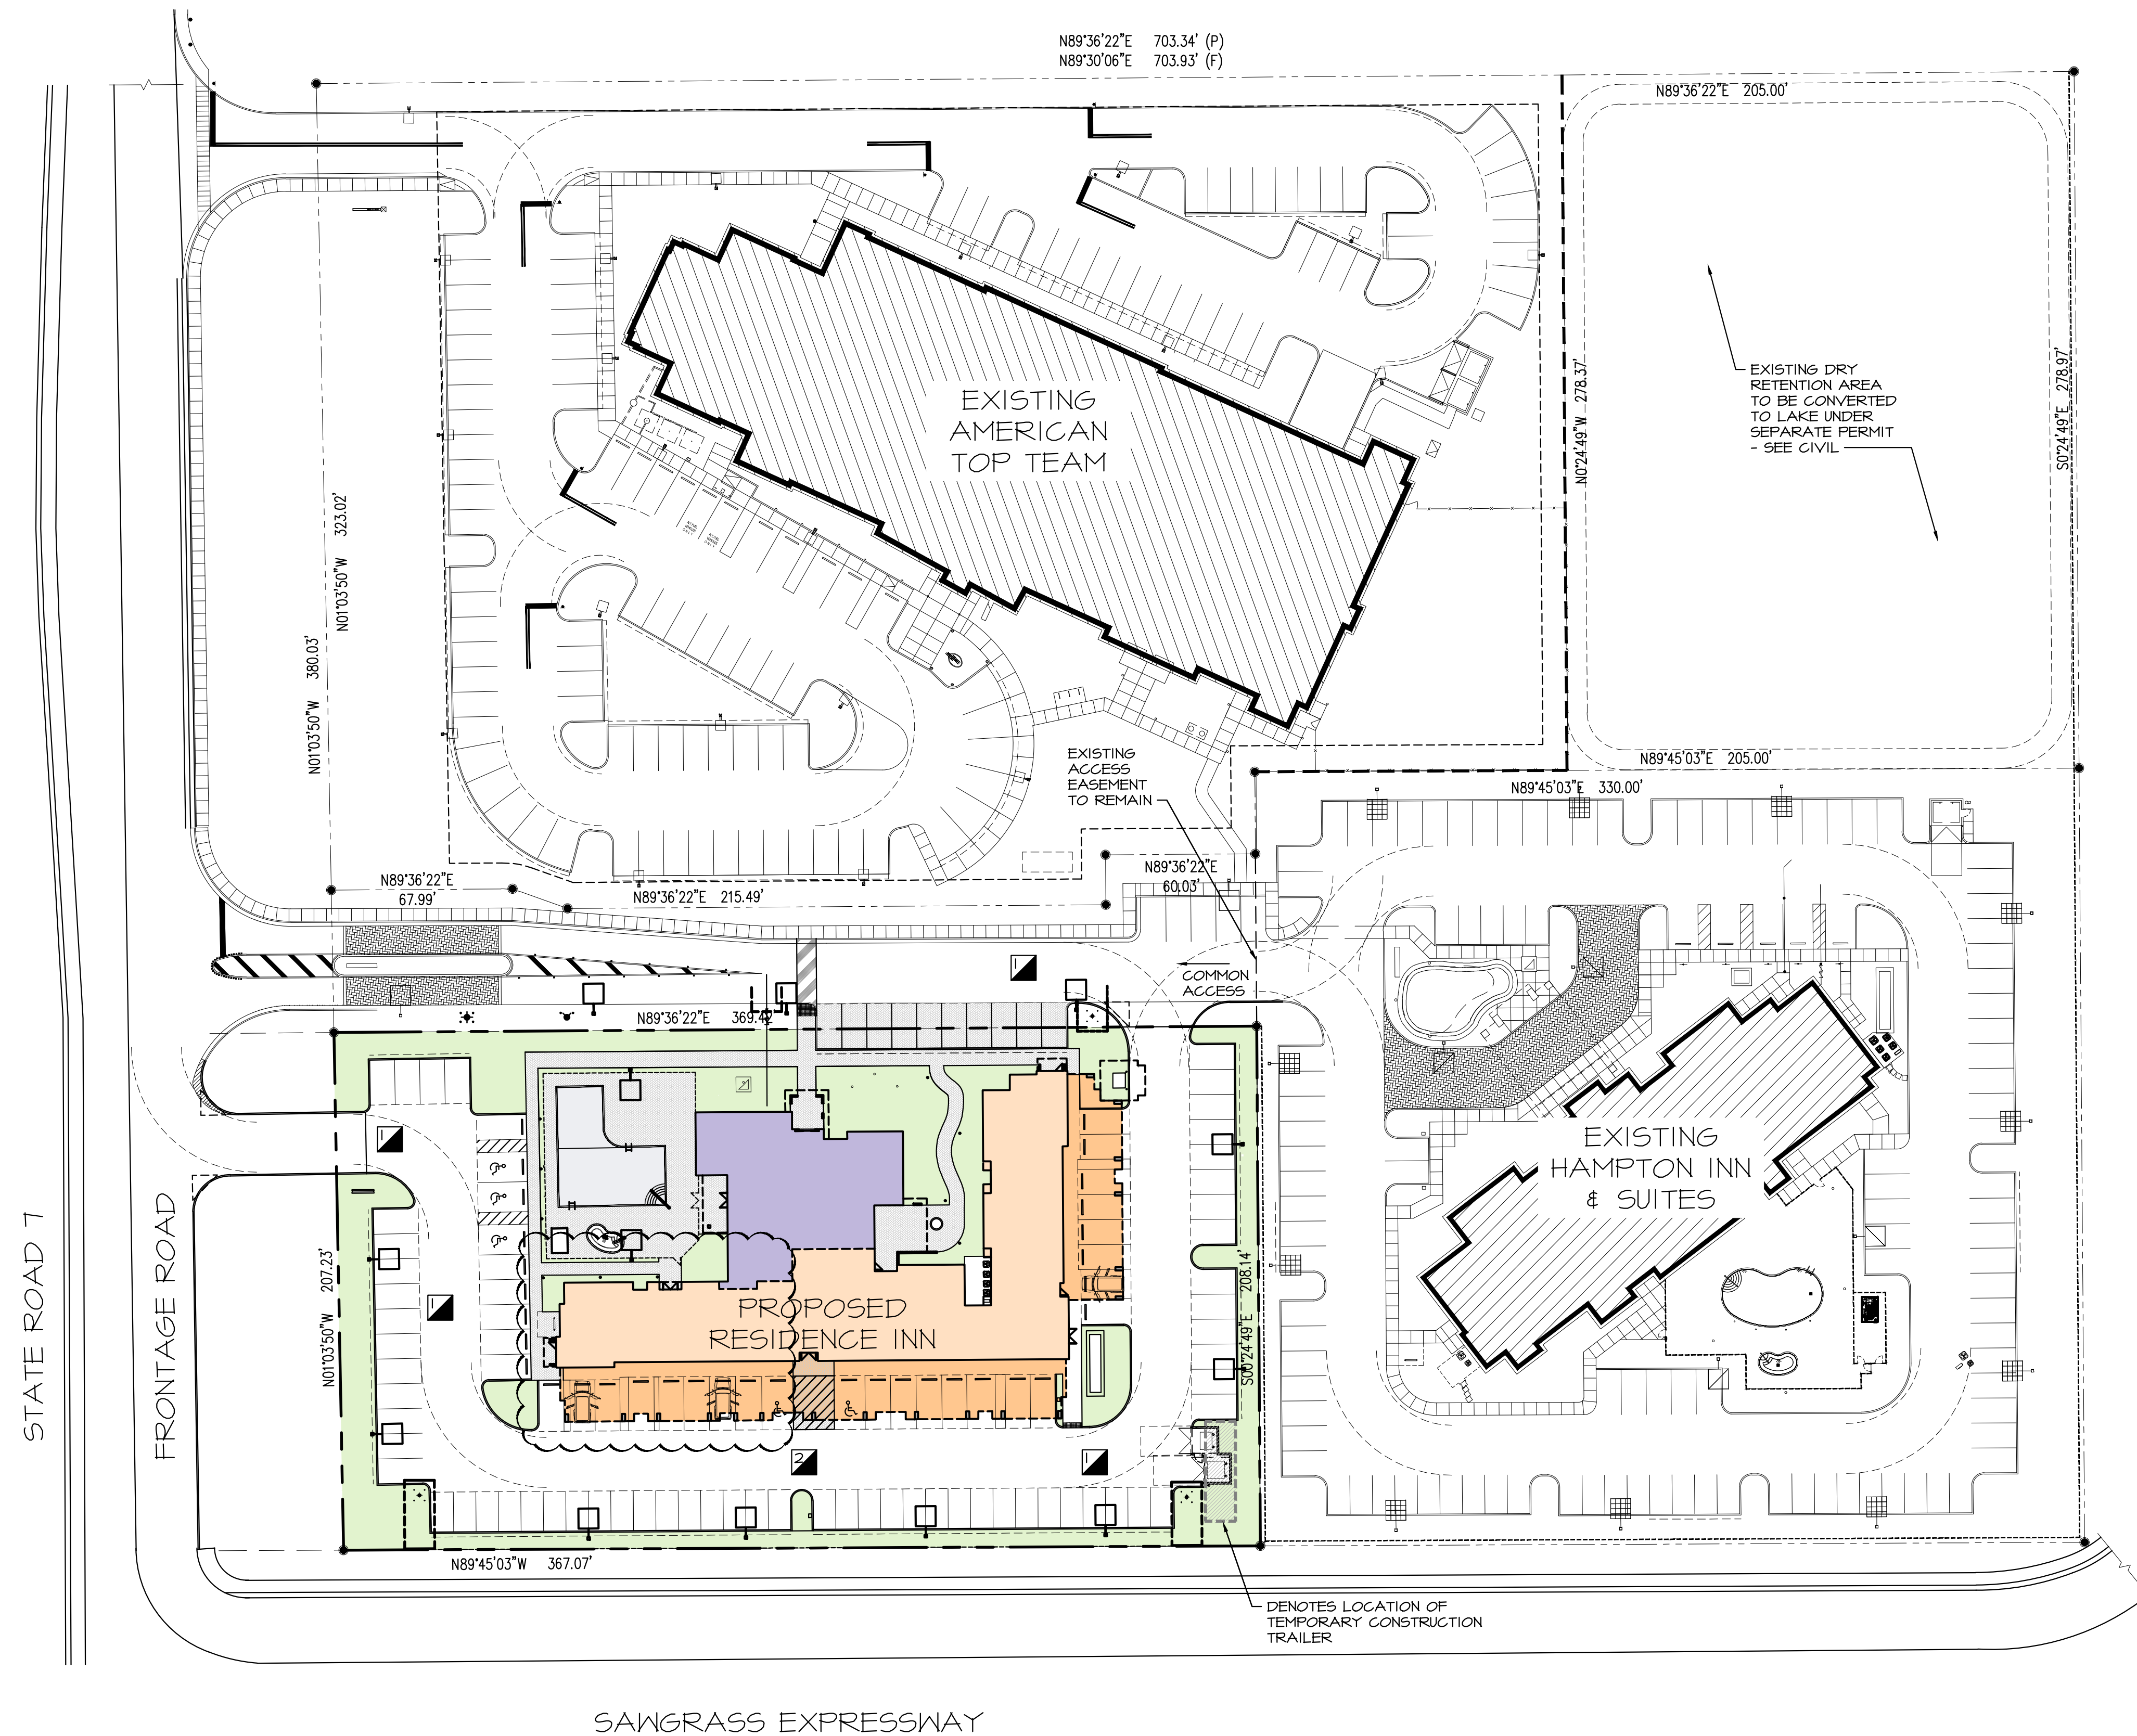 N89°36'22"E 703.34' (P)
N89°30'06"E 703.93' (F)
N89°36'22"E 205.00'
EXISTING DRY
RETENTION AREA
TO BE CONVERTED
TO LAKE UNDER
SEPARATE PERMIT
- SEE CIVIL
N0°24'49"W 278.37'
S0°24'49"E 278.97'
EXISTING
AMERICAN
TOP TEAM
N01°03'50"W 323.02'
N01°03'50"W 380.03'
EXISTING
ACCESS
EASEMENT
TO REMAIN
N89°45'03"E 205.00'
N89°45'03"E 330.00'
N89°36'22"E
67.99'
N89°36'22"E 215.49'
N89°36'22"E
60.03'
COMMON
ACCESS
N89°36'22"E 369.42'
1
1
1
2
1
EXISTING
HAMPTON INN
& SUITES
PROPOSED
RESIDENCE INN
N01°03'50"W 207.23'
S00°24'49"E 208.14'
STATE ROAD 7
FRONTAGE ROAD
N89°45'03"W 367.07'
DENOTES LOCATION OF
TEMPORARY CONSTRUCTION
TRAILER
SAWGRASS EXPRESSWAY